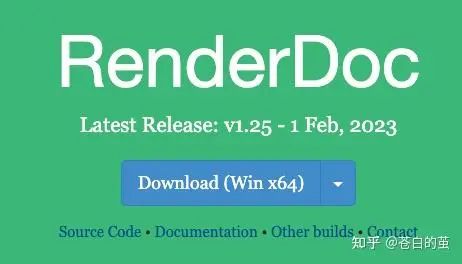 RenderDoc
Latest Release: v1.25 - 1 Feb, 2023
Download (Win x64)
Source Code • Documentation • Other builds • Contact
知乎 @苍白的茧